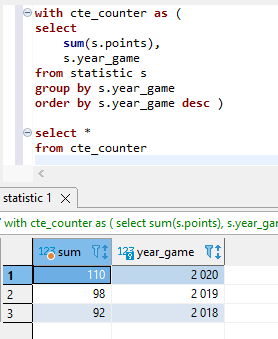 with cte_counter as (
select
sum(s.points),
s.year_game
from statistic s
group by s.year_game
order by s.year_game desc )
select *
from cte_counter
statistic 1
with cte_counter as ( select sum(s.points), s.year_gam
123 sum 123 year_game
1 110 2 020
2 98 2 019
3 92 2 018